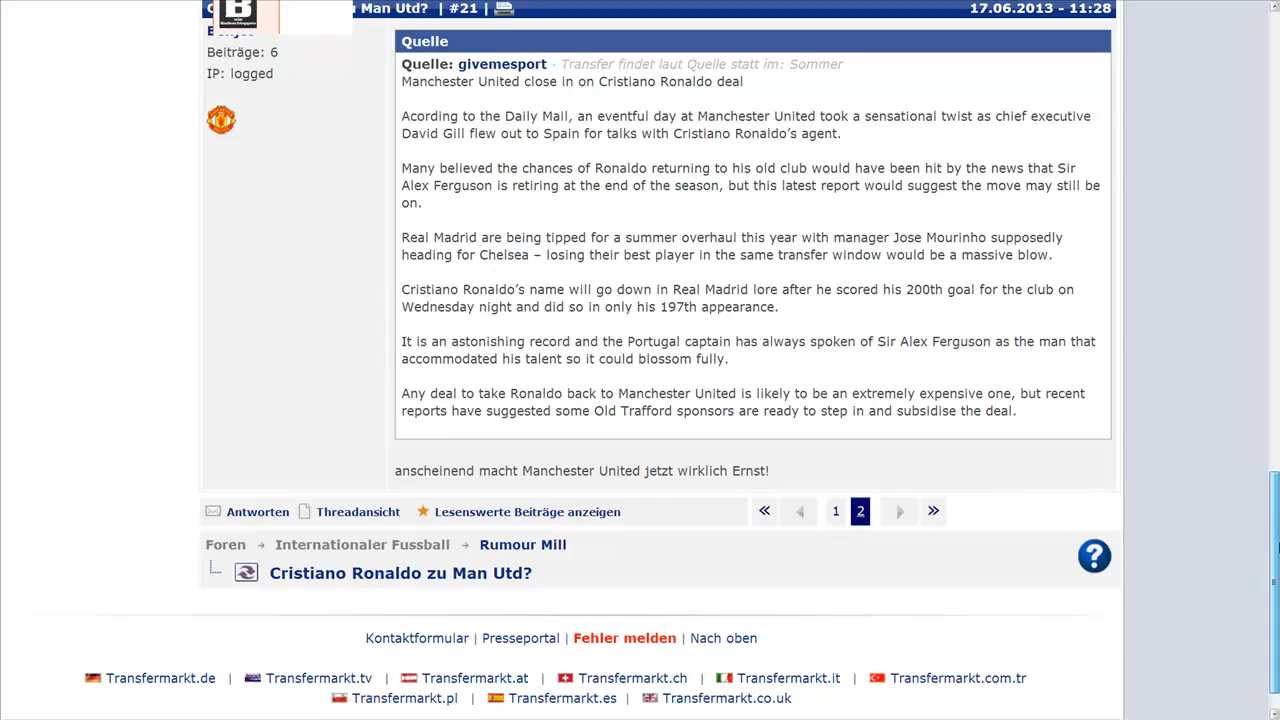 u Man Utd? | #21 |
17.06.2013 - 11:28
Beiträge: 6
IP: logged
Quelle
Quelle: givemesport · Transfer findet laut Quelle statt im: Sommer
Manchester United close in on Cristiano Ronaldo deal
Acording to the Daily Mail, an eventful day at Manchester United took a sensational twist as chief executive
David Gill flew out to Spain for talks with Cristiano Ronaldo’s agent.
Many believed the chances of Ronaldo returning to his old club would have been hit by the news that Sir
Alex Ferguson is retiring at the end of the season, but this latest report would suggest the move may still be
on.
Real Madrid are being tipped for a summer overhaul this year with manager Jose Mourinho supposedly
heading for Chelsea – losing their best player in the same transfer window would be a massive blow.
Cristiano Ronaldo’s name will go down in Real Madrid lore after he scored his 200th goal for the club on
Wednesday night and did so in only his 197th appearance.
It is an astonishing record and the Portugal captain has always spoken of Sir Alex Ferguson as the man that
accommodated his talent so it could blossom fully.
Any deal to take Ronaldo back to Manchester United is likely to be an extremely expensive one, but recent
reports have suggested some Old Trafford sponsors are ready to step in and subsidise the deal.
anscheinend macht Manchester United jetzt wirklich Ernst!
Antworten Threadansicht Lesenswerte Beiträge anzeigen « 1 2 »
Foren → Internationaler Fussball → Rumour Mill
Cristiano Ronaldo zu Man Utd?
?
Kontaktformular | Presseportal | Fehler melden | Nach oben
Transfermarkt.de | Transfermarkt.tv | Transfermarkt.at | Transfermarkt.ch | Transfermarkt.it | Transfermarkt.com.tr
Transfermarkt.pl | Transfermarkt.es | Transfermarkt.co.uk